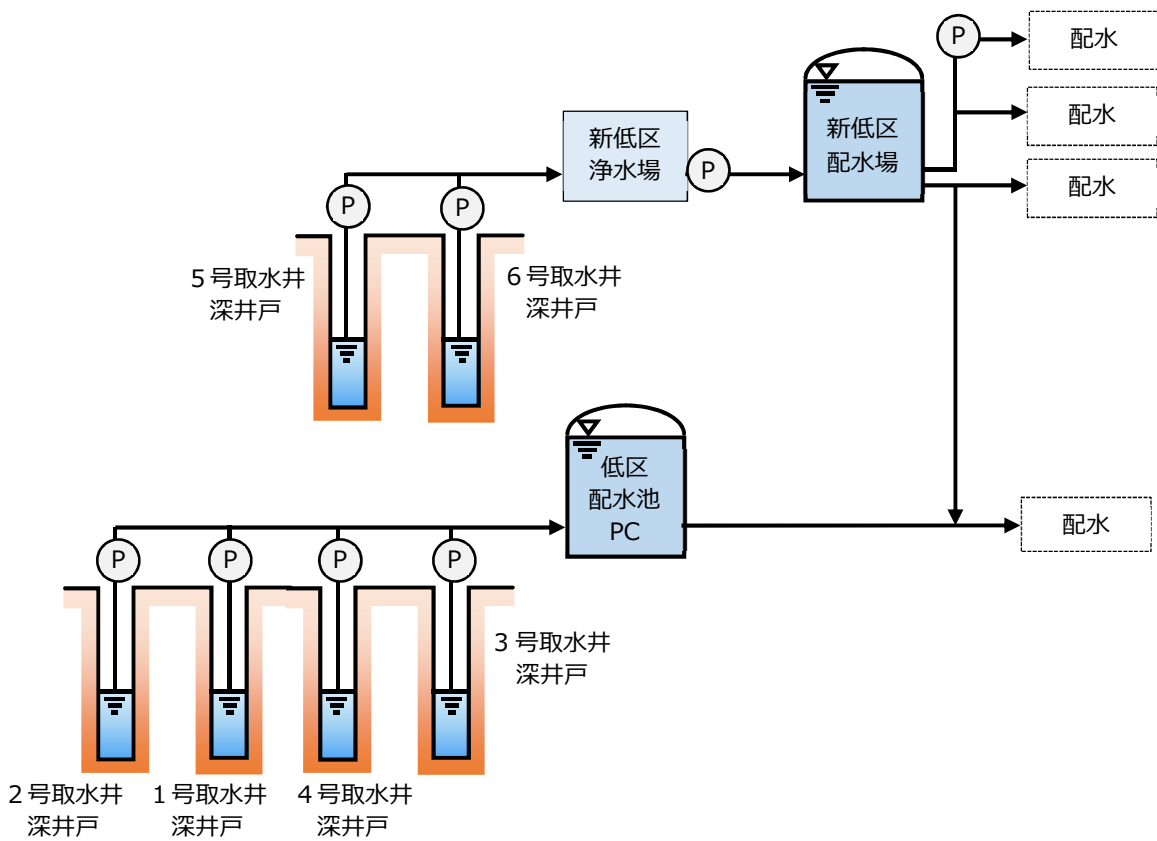 P
配水
配水
新低区
配水場
新低区
浄水場
P
配水
P
P
5号取水井
深井戸
6号取水井
深井戸
低区
配水池
PC
配水
P
P
P
P
3号取水井
深井戸
2号取水井
深井戸
1号取水井
深井戸
4号取水井
深井戸